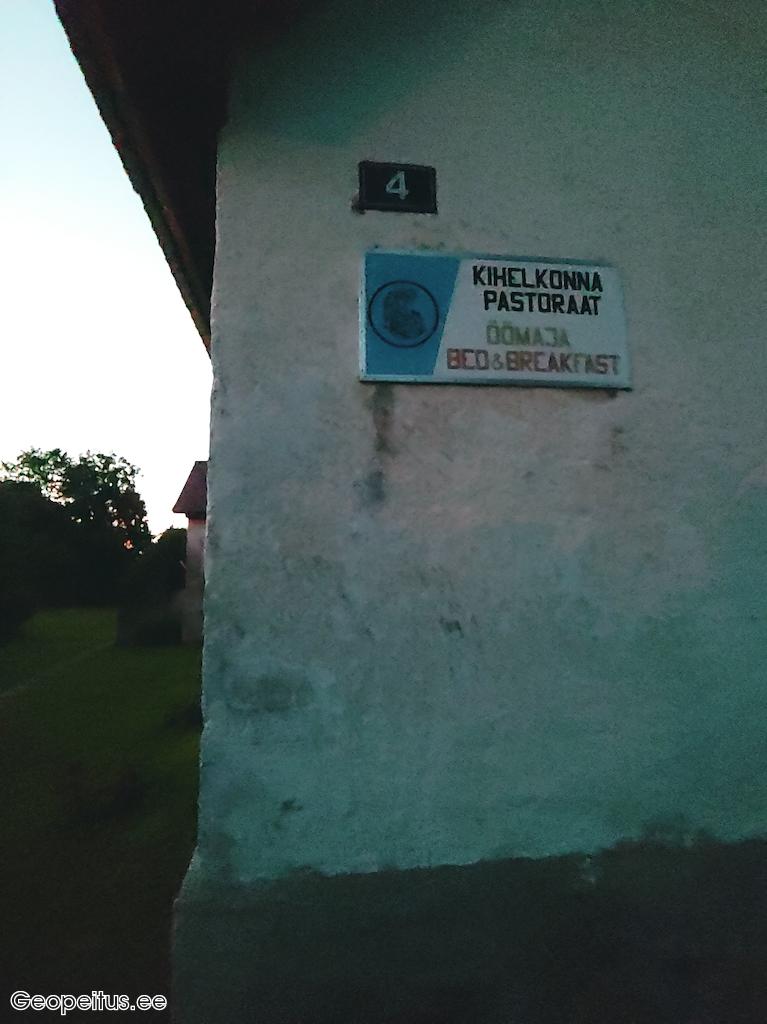 4
KIHELKONNA
PASTORAAT
ÖÖMAJA
BED & BREAKFAST
Geopeitus.ee